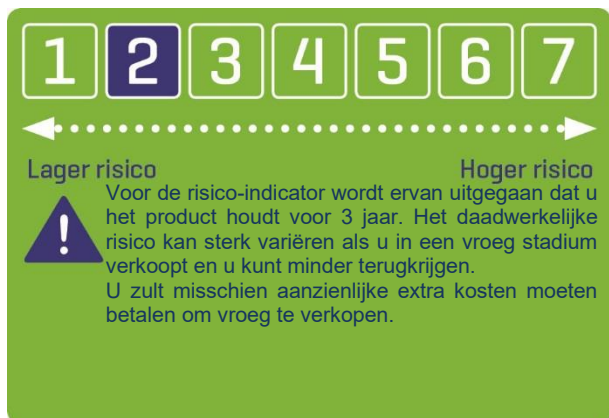 1 2 3 4 5 6 7
Lager risico Hoger risico
!
Voor de risico-indicator wordt ervan uitgegaan dat u
het product houdt voor 3 jaar. Het daadwerkelijke
risico kan sterk variëren als u in een vroeg stadium
verkoopt en u kunt minder terugkrijgen.
U zult misschien aanzienlijke extra kosten moeten
betalen om vroeg te verkopen.